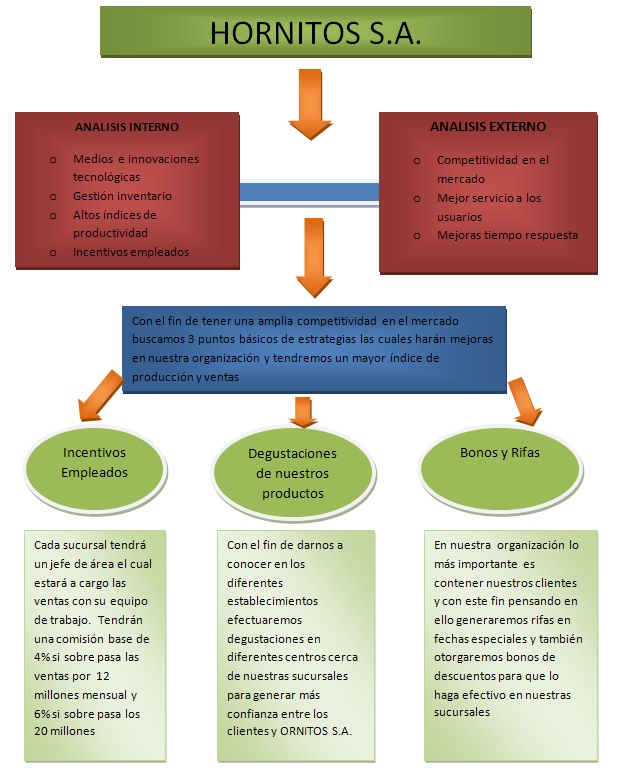 HORNITOS S.A.
ANALISIS INTERNO
o Medios e innovaciones
tecnológicas
o Gestión inventario
o Altos índices de
productividad
o Incentivos empleados
ANALISIS EXTERNO
o Competitividad en el
mercado
o Mejor servicio a los
usuarios
o Mejoras tiempo respuesta
Con el fin de tener una amplia competitividad en el mercado
buscamos 3 puntos básicos de estrategias las cuales harán mejoras
en nuestra organización y tendremos un mayor índice de
producción y ventas
Incentivos
Empleados
Degustaciones
de nuestros
productos
Bonos y Rifas
Cada sucursal tendrá
un jefe de área el cual
estará a cargo las
ventas con su equipo
de trabajo. Tendrán
una comisión base de
4% si sobre pasa las
ventas por 12
millones mensual y
6% si sobre pasa los
20 millones
Con el fin de darnos a
conocer en los
diferentes
establecimientos
efectuaremos
degustaciones en
diferentes centros cerca
de nuestras sucursales
para generar más
confianza entre los
clientes y ORNITOS S.A.
En nuestra organización lo
más importante es
contener nuestros clientes
y con este fin pensando en
ello generaremos rifas en
fechas especiales y también
otorgaremos bonos de
descuentos para que lo
haga efectivo en nuestras
sucursales